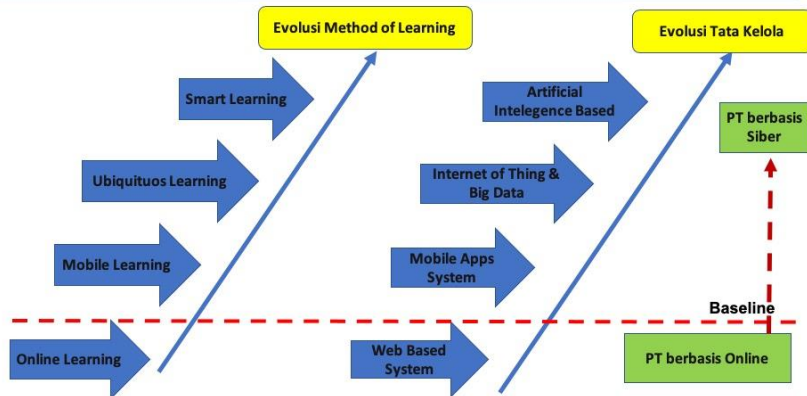 Evolusi Method of Learning
Smart Learning
Ubiquituos Learning
Mobile Learning
Online Learning
Evolusi Tata Kelola
Artificial
Intelegence Based
Internet of Thing &
Big Data
Mobile Apps
System
Web Based
System
PT berbasis
Siber
Baseline
PT berbasis Online